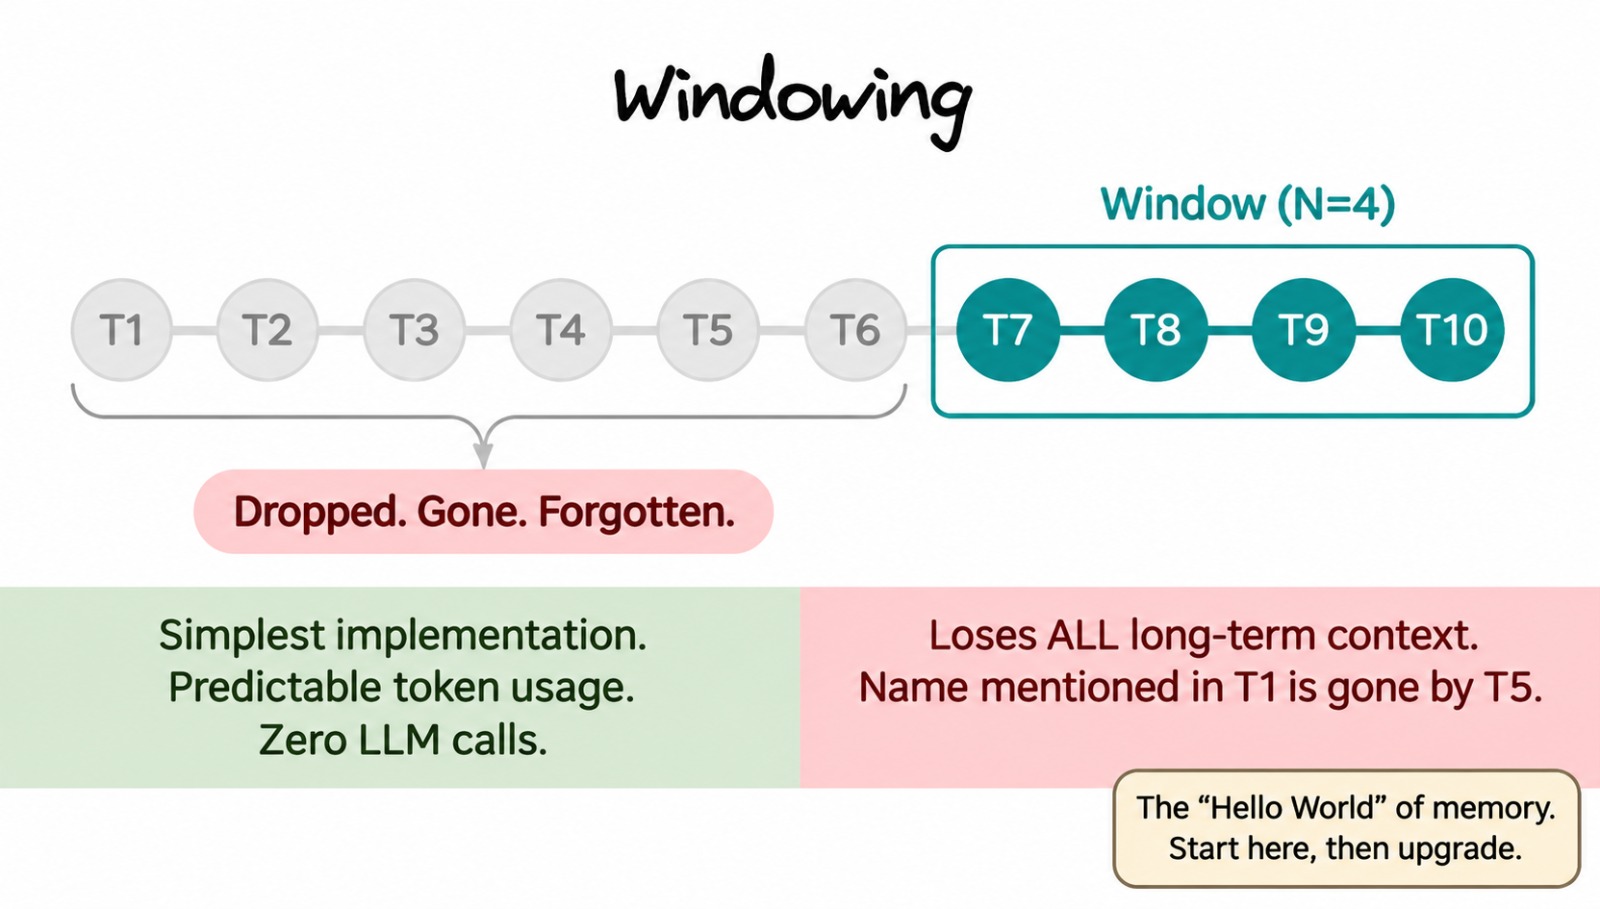 Windowing
Window (N=4)
T1 T2 T3 T4 T5 T6 T7 T8 T9 T10
Dropped. Gone. Forgotten.
Simplest implementation.
Predictable token usage.
Zero LLM calls.
Loses ALL long-term context.
Name mentioned in T1 is gone by T5.
The “Hello World” of memory.
Start here, then upgrade.